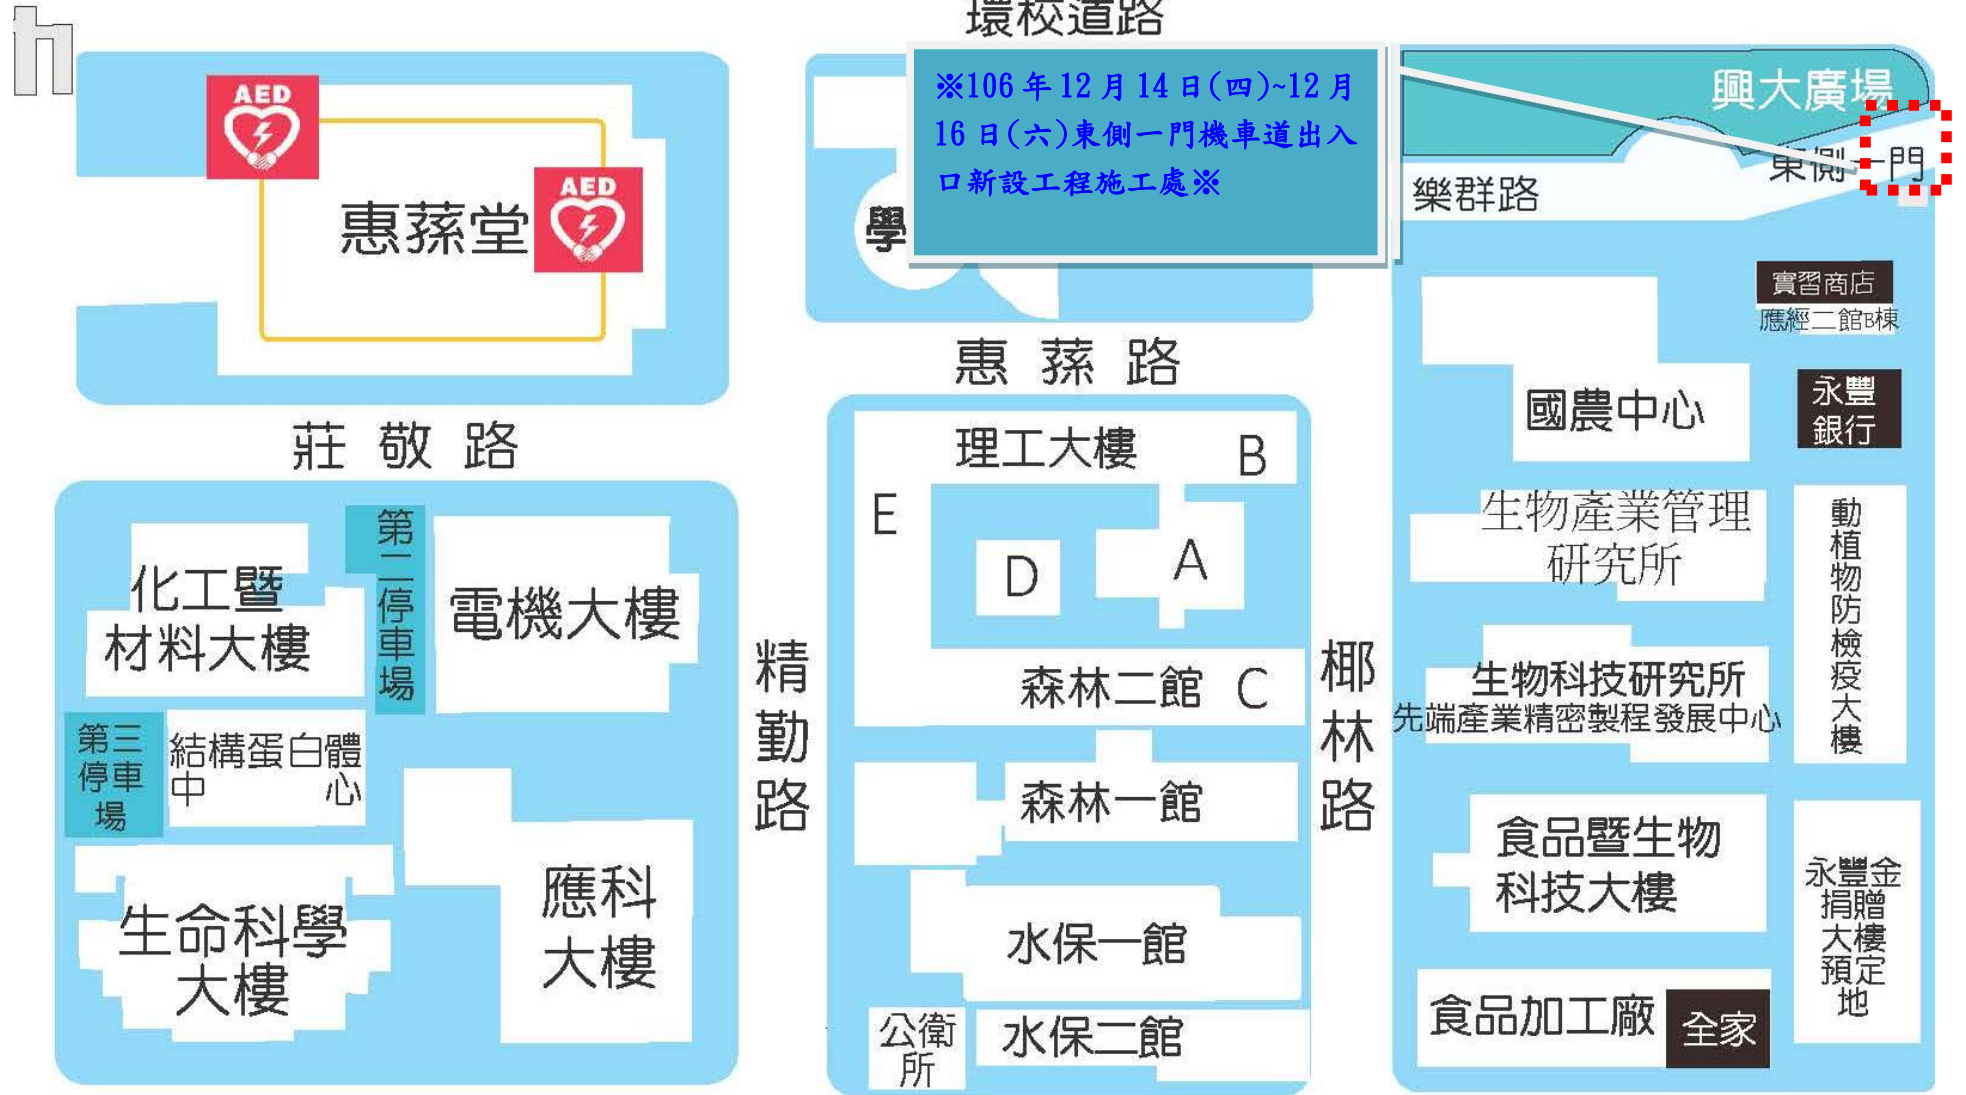 環校道路
AED
AED
惠蓀堂
學
※106年12月14日(四)~12月
16日(六)東側一門機車道出入
口新設工程施工處※
興大廣場
東側一門
樂群路
實習商店
應經二館B棟
惠蓀路
國農中心
永豐
銀行
莊敬路
理工大樓
B
E
D
A
森林二館
C
第二停車場
化工暨
材料大樓
電機大樓
精勤路
椰林路
生物產業管理
研究所
動植物防檢疫大樓
生物科技研究所
先端產業精密製程發展中心
第三
停車
場
結構蛋白體
中心
森林一館
食品暨生物
科技大樓
永豐金
捐贈
大樓
預定
地
生命科學
大樓
應科
大樓
水保一館
公衛
所
水保二館
食品加工廠
全家